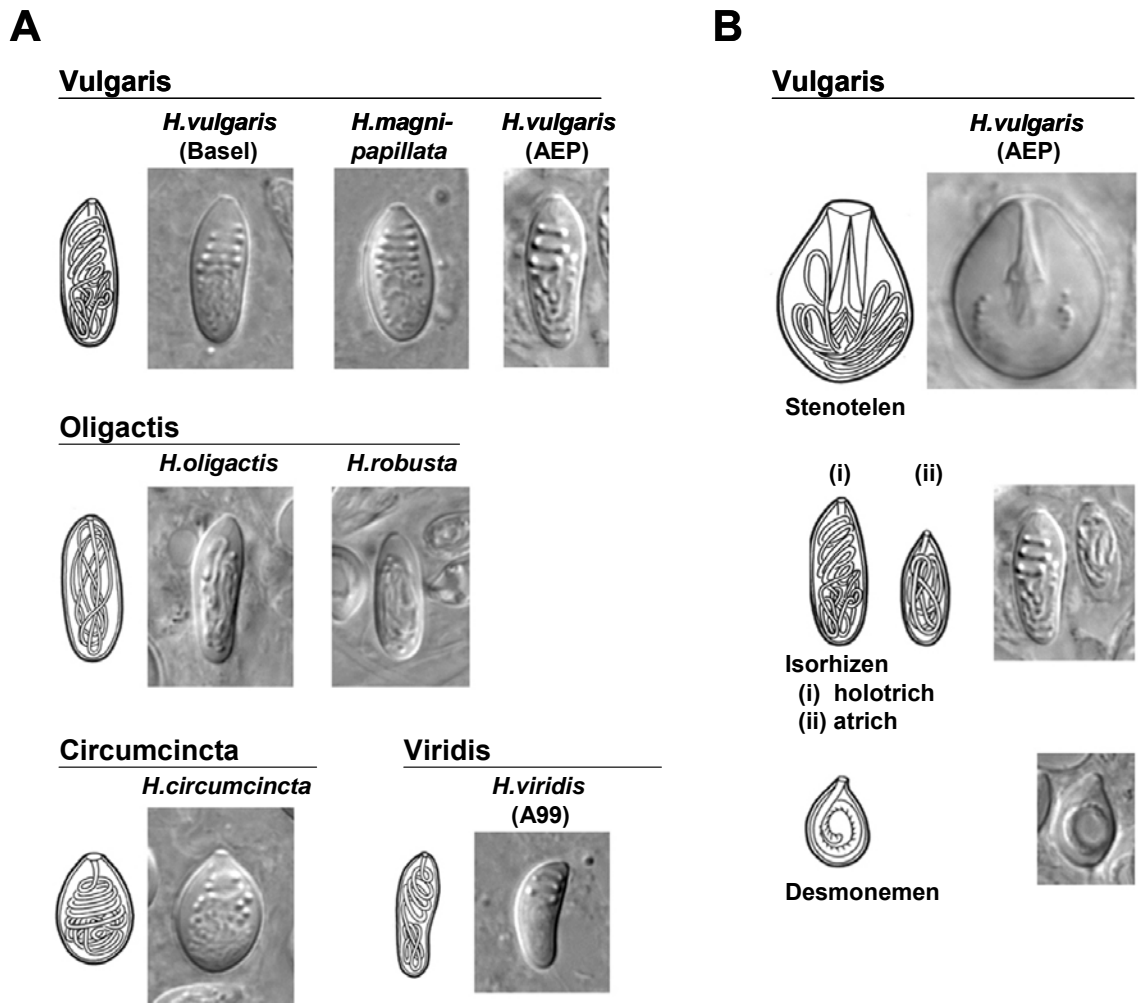 A
Vulgaris
H.vulgaris
(Basel)
H.magni-
papillata
H.vulgaris
(AEP)
Oligactis
H.oligactis
H.robusta
Circumcincta
H.circumcincta
Viridis
H.viridis
(A99)
B
Vulgaris
H.vulgaris
(AEP)
Stenotelen
(i)
(ii)
Isorhizen
(i) holotrich
(ii) atrich
Desmonemen